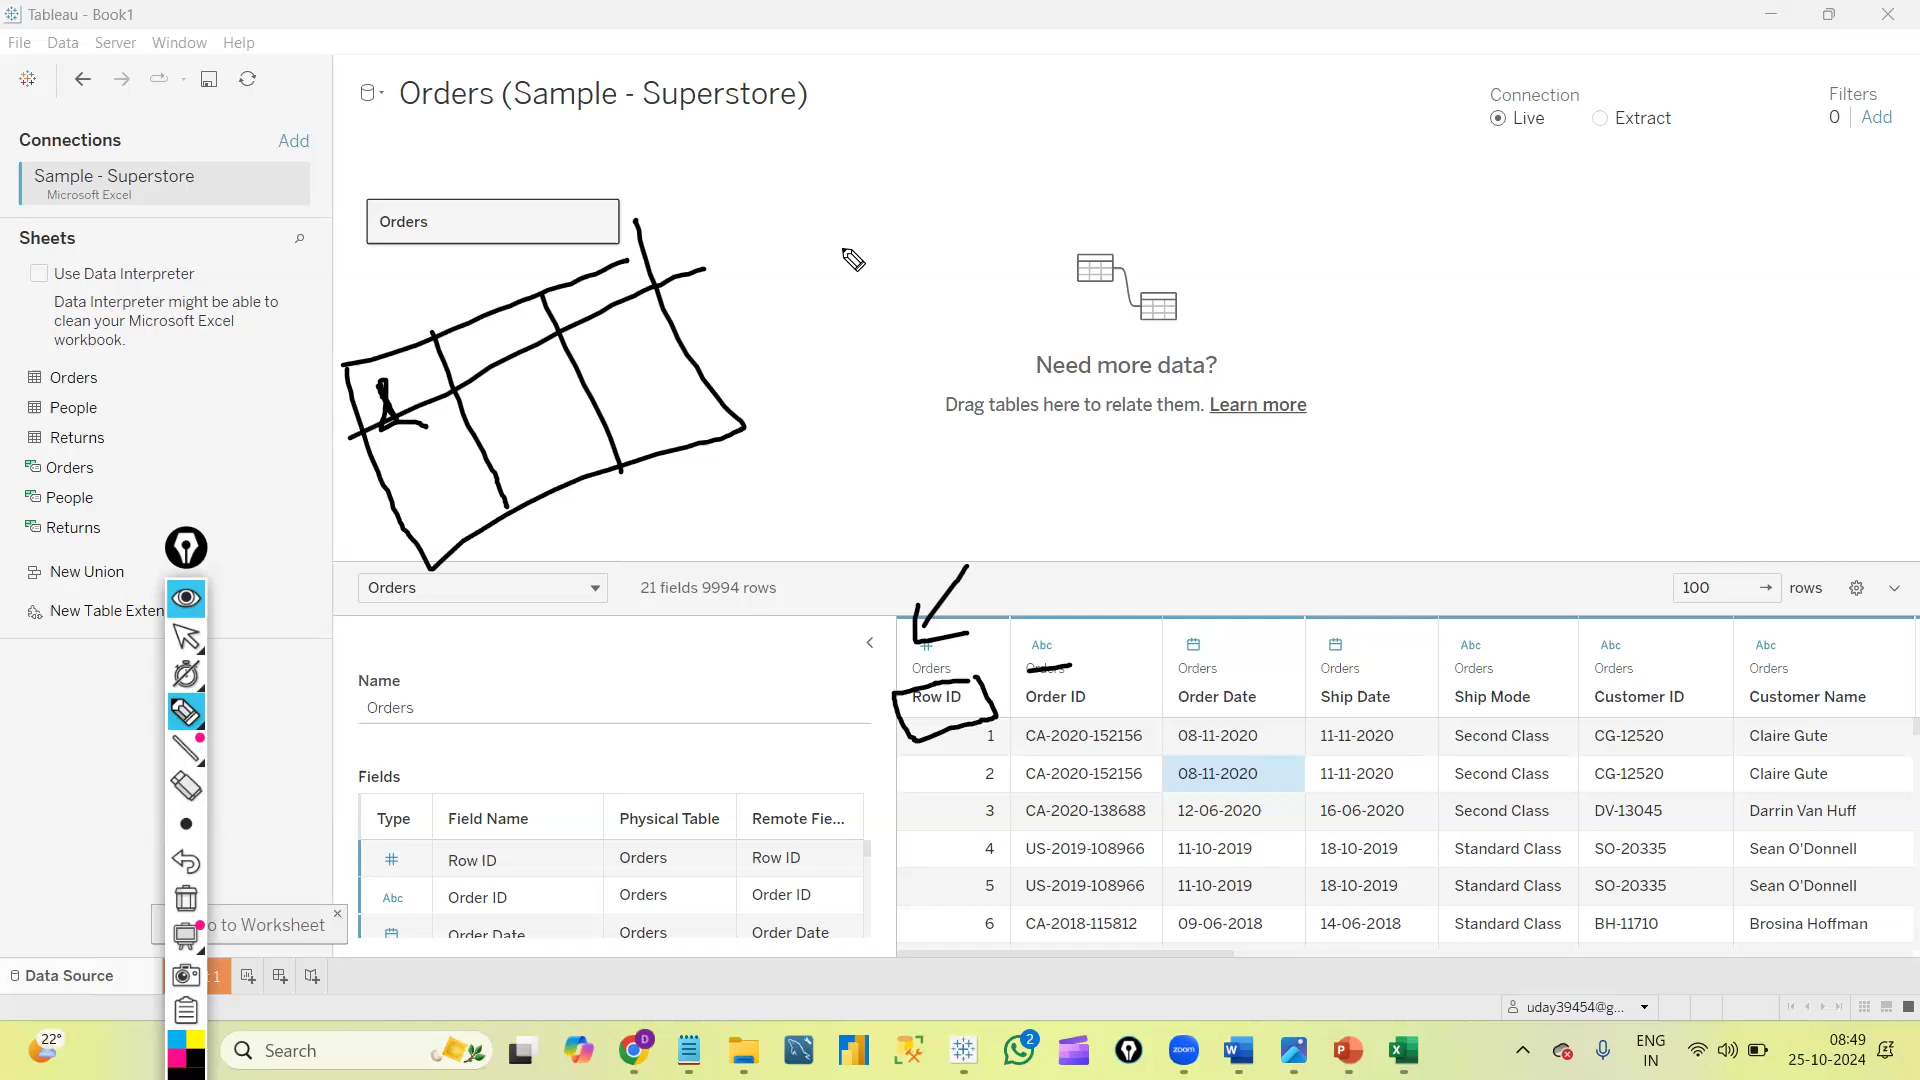 Tableau - Book1
File Data Server Window Help
Connections Add
Sample - Superstore
Microsoft Excel
Sheets
Use Data Interpreter
Data Interpreter might be able to
clean your Microsoft Excel
workbook.
Orders
People
Returns
Orders
People
Returns
New Union
New Table Exten
o to Worksheet
Orders (Sample - Superstore)
Connection
Live Extract
Filters
0 Add
Orders
Need more data?
Drag tables here to relate them. Learn more
Orders 21 fields 9994 rows 100 rows
Name
Orders
Fields
Type Field Name Physical Table Remote Fie...
# Row ID Orders Row ID
Abc Order ID Orders Order ID
Order Date Orders Order Date
# Abc Abc Abc Abc
Orders Orders Orders Orders Orders Orders Orders
Row ID Order ID Order Date Ship Date Ship Mode Customer ID Customer Name
1 CA-2020-152156 08-11-2020 11-11-2020 Second Class CG-12520 Claire Gute
2 CA-2020-152156 08-11-2020 11-11-2020 Second Class CG-12520 Claire Gute
3 CA-2020-138688 12-06-2020 16-06-2020 Second Class DV-13045 Darrin Van Huff
4 US-2019-108966 11-10-2019 18-10-2019 Standard Class SO-20335 Sean O'Donnell
5 US-2019-108966 11-10-2019 18-10-2019 Standard Class SO-20335 Sean O'Donnell
6 CA-2018-115812 09-06-2018 14-06-2018 Standard Class BH-11710 Brosina Hoffman
Data Source 1
uday39454@g...
22° Search D 2 zoom W P X ENG 08:49
IN 25-10-2024